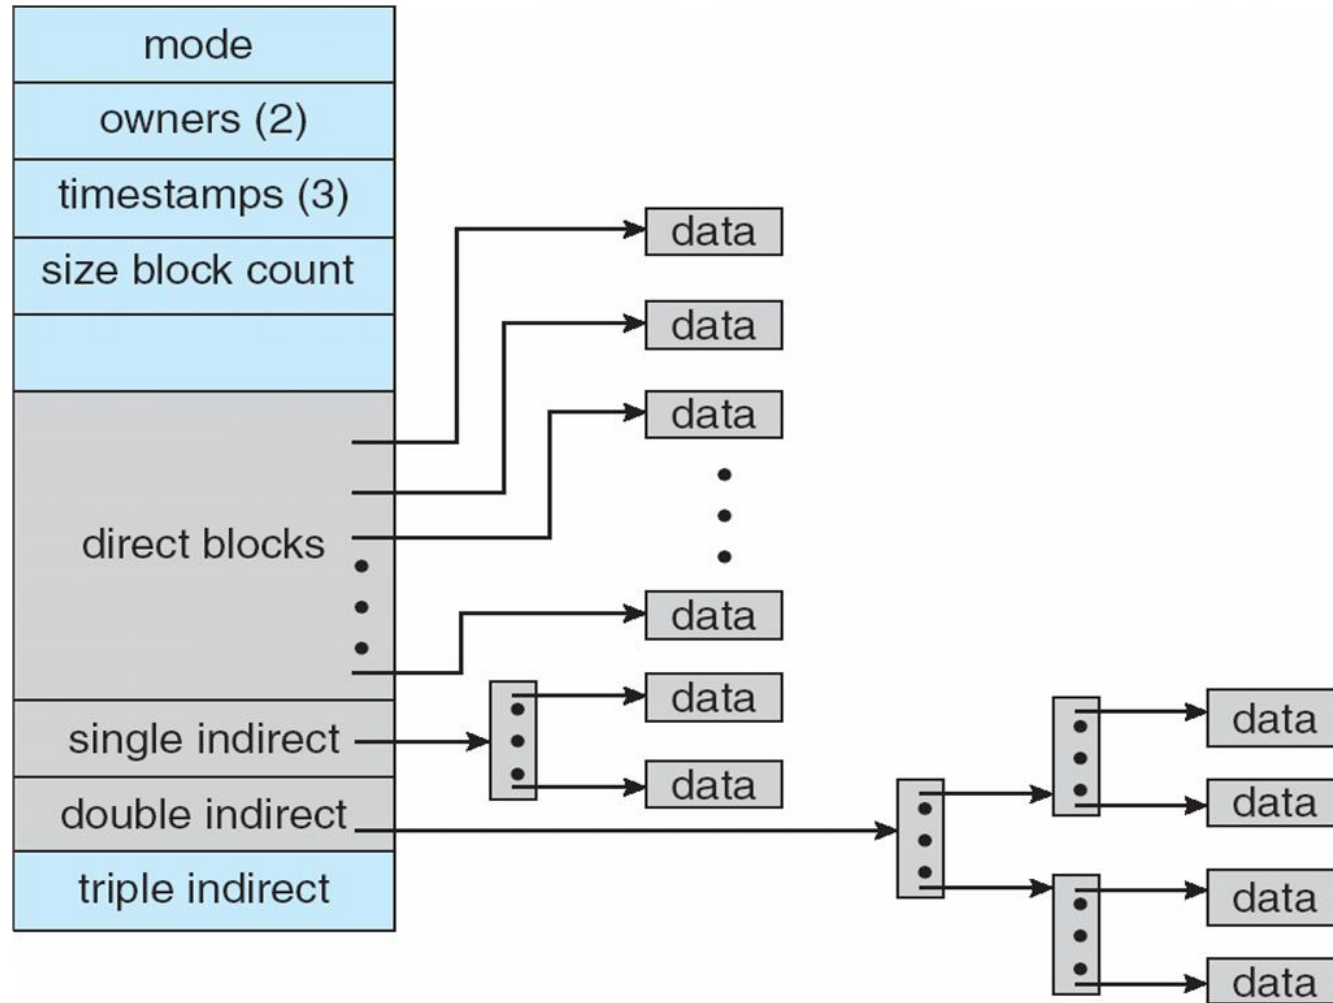 mode
owners (2)
timestamps (3)
size block count
direct blocks
single indirect
double indirect
triple indirect
data
data
data
data
data
data
data
data
data
data